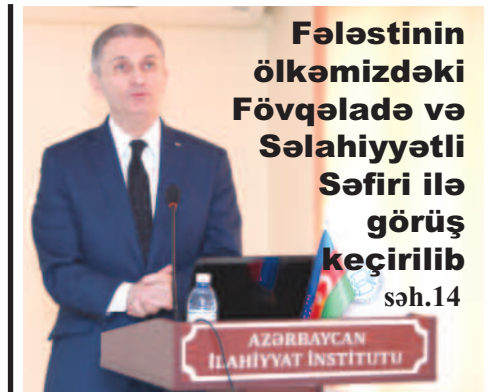 Fələstinin
ölkəmizdəki
Fövqəladə və
Səlahiyyətli
Səfiri ilə
görüş
keçirilib
səh.14
AZƏRBAYCAN
İLAHİYYAT İNSTİTUTU